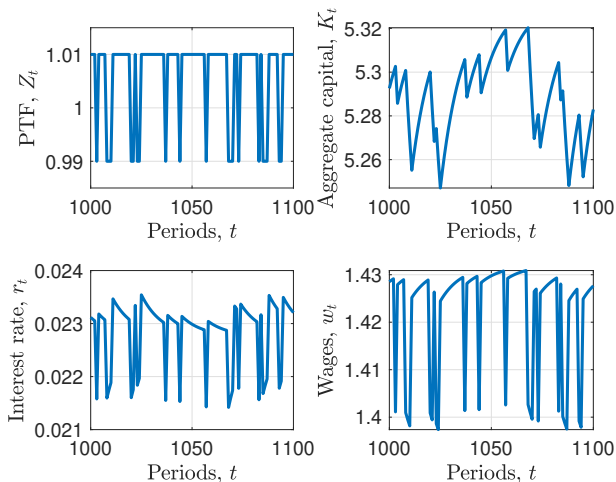 PTF, Z_t
1.01
1
0.99
1000 1050 1100
Periods, t
Aggregate capital, K_t
5.32
5.3
5.28
5.26
1000 1050 1100
Periods, t
Interest rate, r_t
0.024
0.023
0.022
0.021
1000 1050 1100
Periods, t
Wages, w_t
1.43
1.42
1.41
1.4
1000 1050 1100
Periods, t